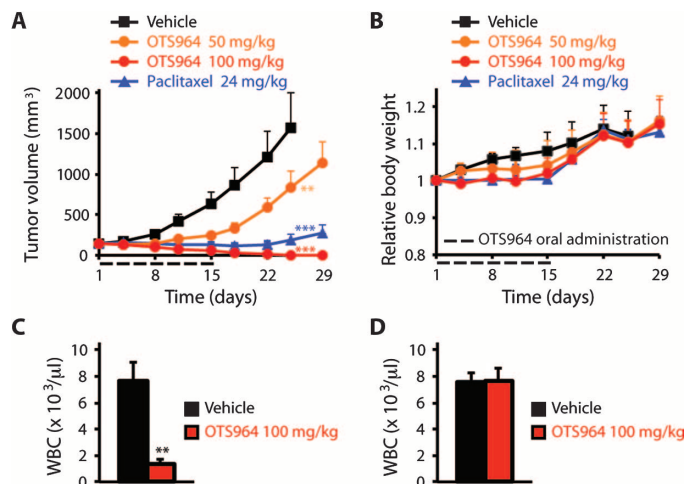 A
Vehicle
OTS964 50 mg/kg
OTS964 100 mg/kg
Paclitaxel 24 mg/kg
Tumor volume (mm³)
2000
1500
1000
500
0
**
***
***
1 8 15 22 29
Time (days)
B
Vehicle
OTS964 50 mg/kg
OTS964 100 mg/kg
Paclitaxel 24 mg/kg
Relative body weight
1.2
1.1
1
0.9
0.8
OTS964 oral administration
1 8 15 22 29
Time (days)
C
WBC (x 10³/µl)
10
8
6
4
2
0
**
Vehicle
OTS964 100 mg/kg
D
WBC (x 10³/µl)
10
8
6
4
2
0
Vehicle
OTS964 100 mg/kg